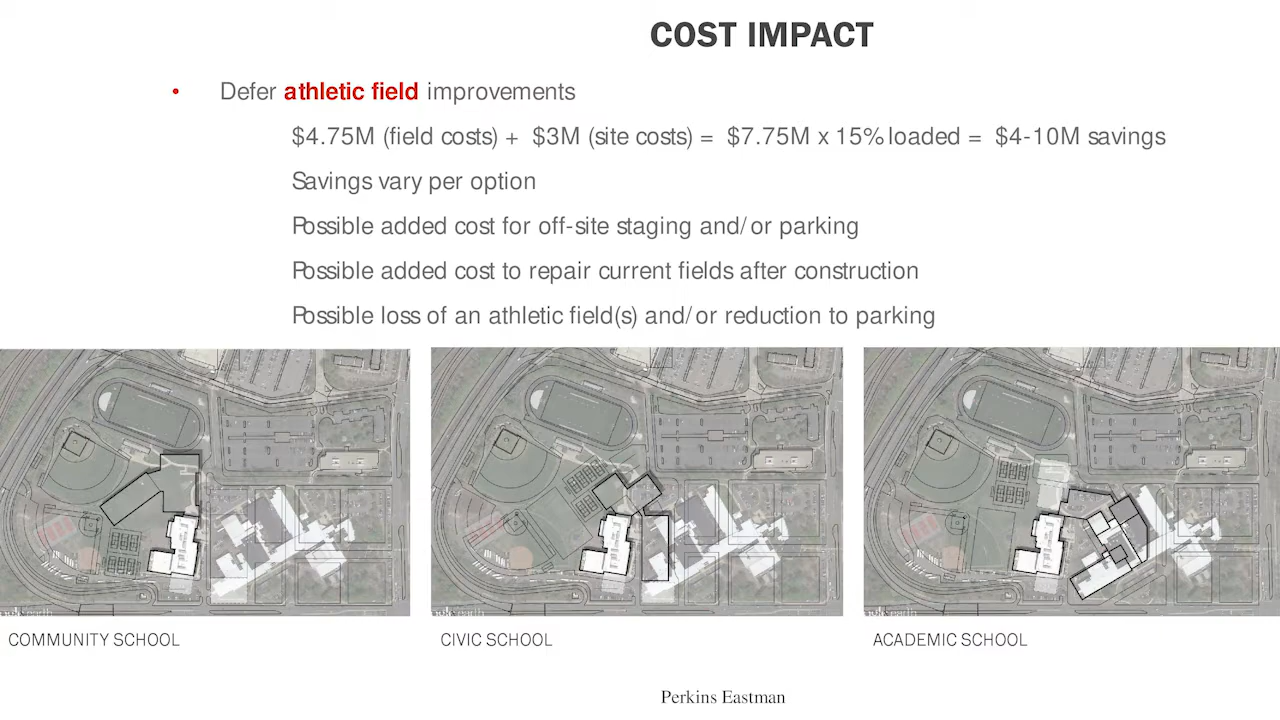 COST IMPACT
• Defer athletic field improvements
$4.75M (field costs) + $3M (site costs) = $7.75M x 15% loaded = $4-10M savings
Savings vary per option
Possible added cost for off-site staging and/or parking
Possible added cost to repair current fields after construction
Possible loss of an athletic field(s) and/or reduction to parking
COMMUNITY SCHOOL
CIVIC SCHOOL
ACADEMIC SCHOOL
Perkins Eastman